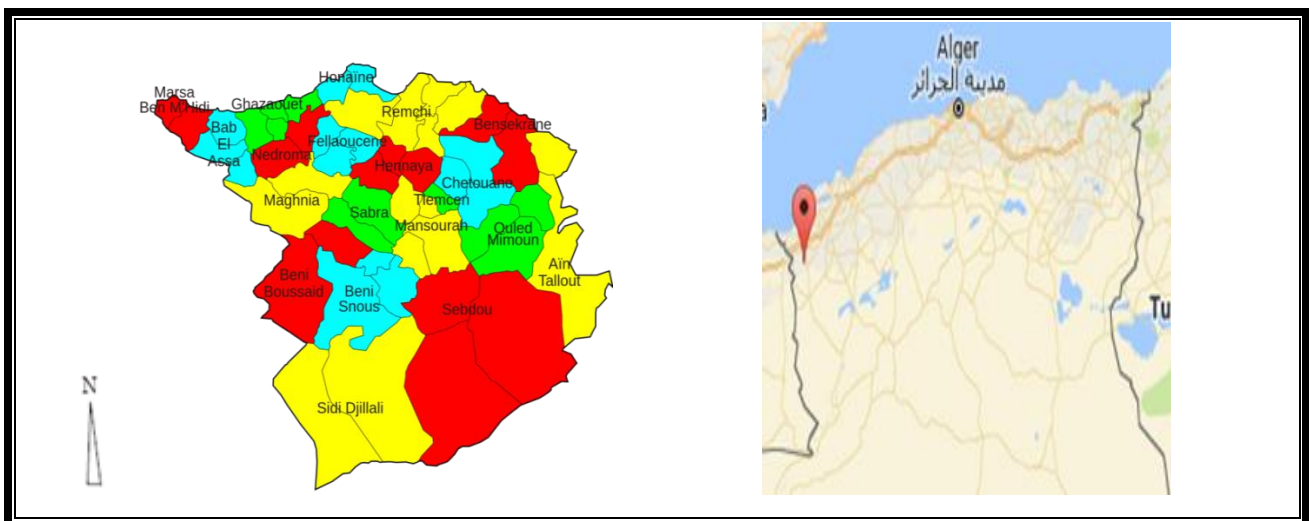 Honaïne
Marsa
Ben M'Hidi
Ghazaouet
Remchi
Bab
El
Assa
Bensekrane
Fellaoucene
Nedroma
Hennaya
Chetouane
Maghnia
Tlemcen
Sabra
Mansourah
Ouled
Mimoun
Aïn
Tallout
Beni
Boussaid
Beni
Snous
Sebdou
Sidi Djillali
N
Alger
مدينة الجزائر
a
Tu